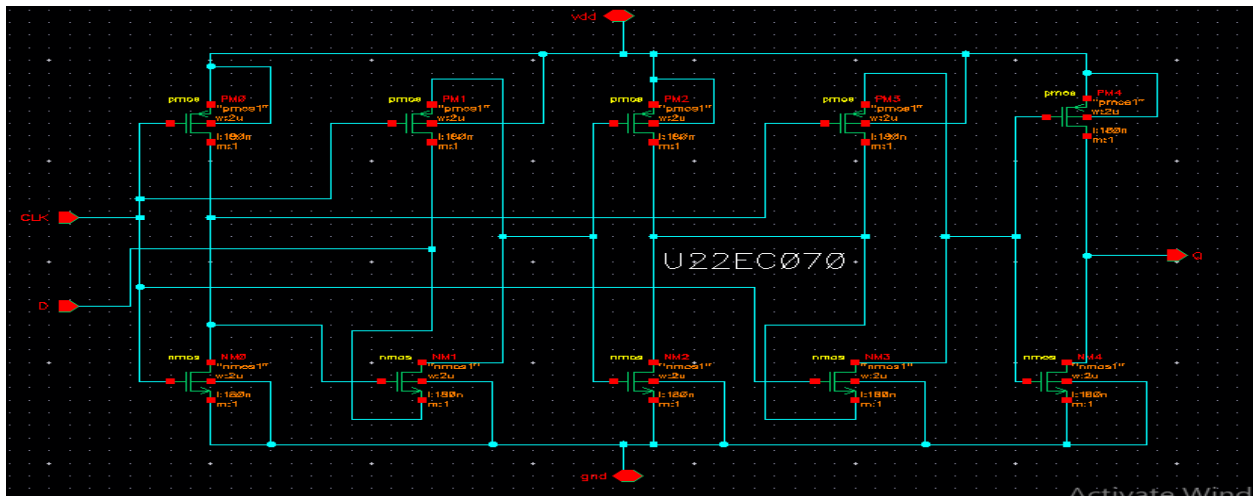 vdd
pmos PM0
"pmos1"
w:2u
l:180n
m:1
pmos PM1
"pmos1"
w:2u
l:180n
m:1
pmos PM2
"pmos1"
w:2u
l:180n
m:1
pmos PM3
"pmos1"
w:2u
l:180n
m:1
pmos PM4
"pmos1"
w:2u
l:180n
m:1
CLK
U22ECØ70
Q
D
nmos NM0
"nmos1"
w:2u
l:180n
m:1
nmos NM1
"nmos1"
w:2u
l:180n
m:1
nmos NM2
"nmos1"
w:2u
l:180n
m:1
nmos NM3
"nmos1"
w:2u
l:180n
m:1
nmos NM4
"nmos1"
w:2u
l:180n
m:1
gnd